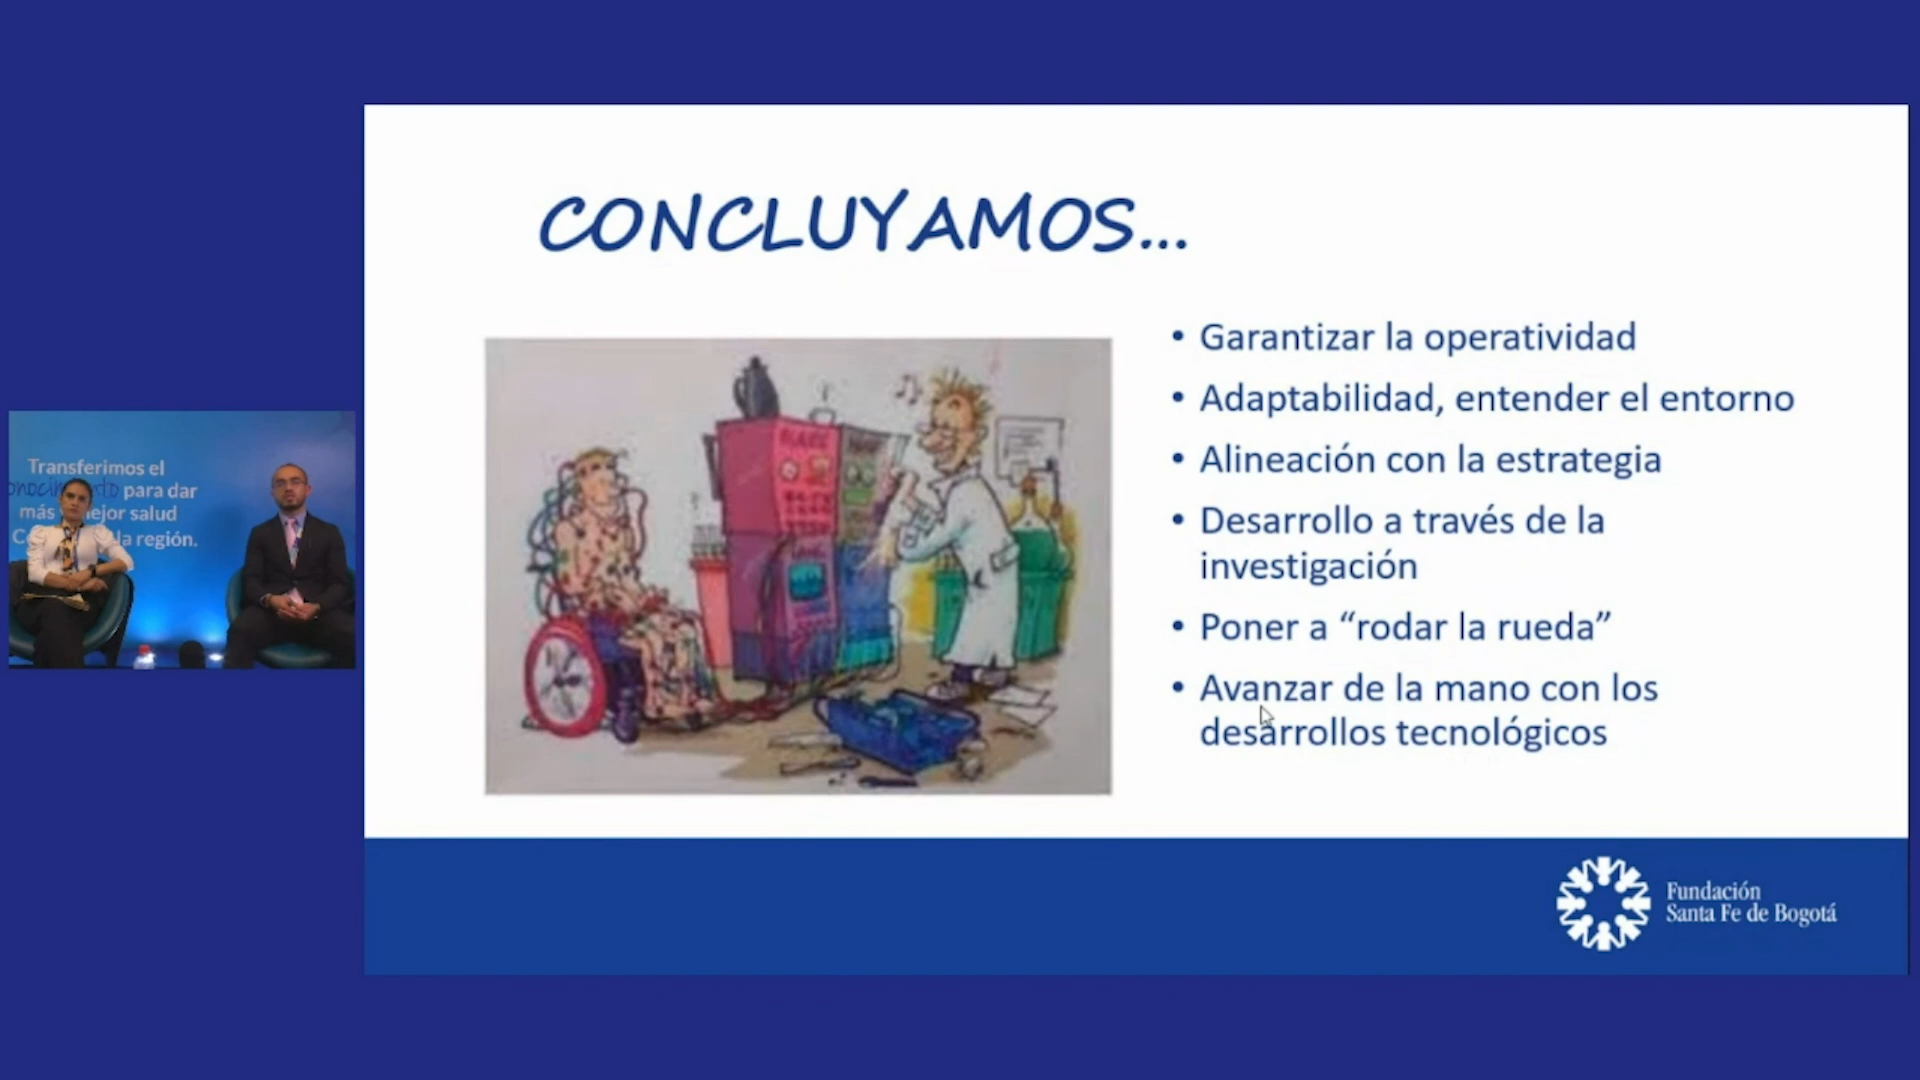 CONCLUYAMOS...
Transferimos el
para dar
más
ejor salud
la región.
• Garantizar la operatividad
• Adaptabilidad, entender el entorno
• Alineación con la estrategia
• Desarrollo a través de la
investigación
• Poner a “rodar la rueda”
• Avanzar de la mano con los
desarrollos tecnológicos
Fundación
Santa Fe de Bogotá